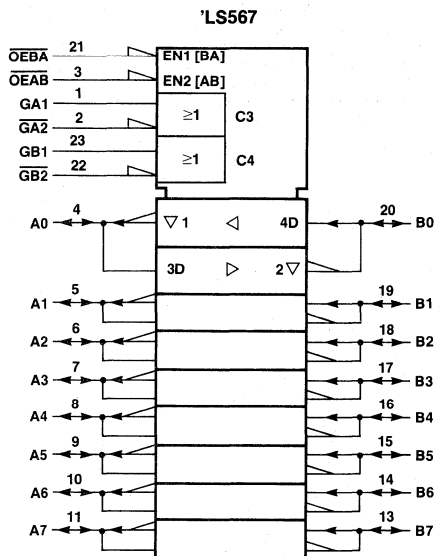 'LS567
OEBA 21 EN1 [BA]
OEAB 3 EN2 [AB]
GA1 1 ≥1 C3
GA2 2
GB1 23 ≥1 C4
GB2 22
A0 4 ▽ 1 ◁ 4D 20 B0
3D ▷ 2 ▽
A1 5 19 B1
A2 6 18 B2
A3 7 17 B3
A4 8 16 B4
A5 9 15 B5
A6 10 14 B6
A7 11 13 B7